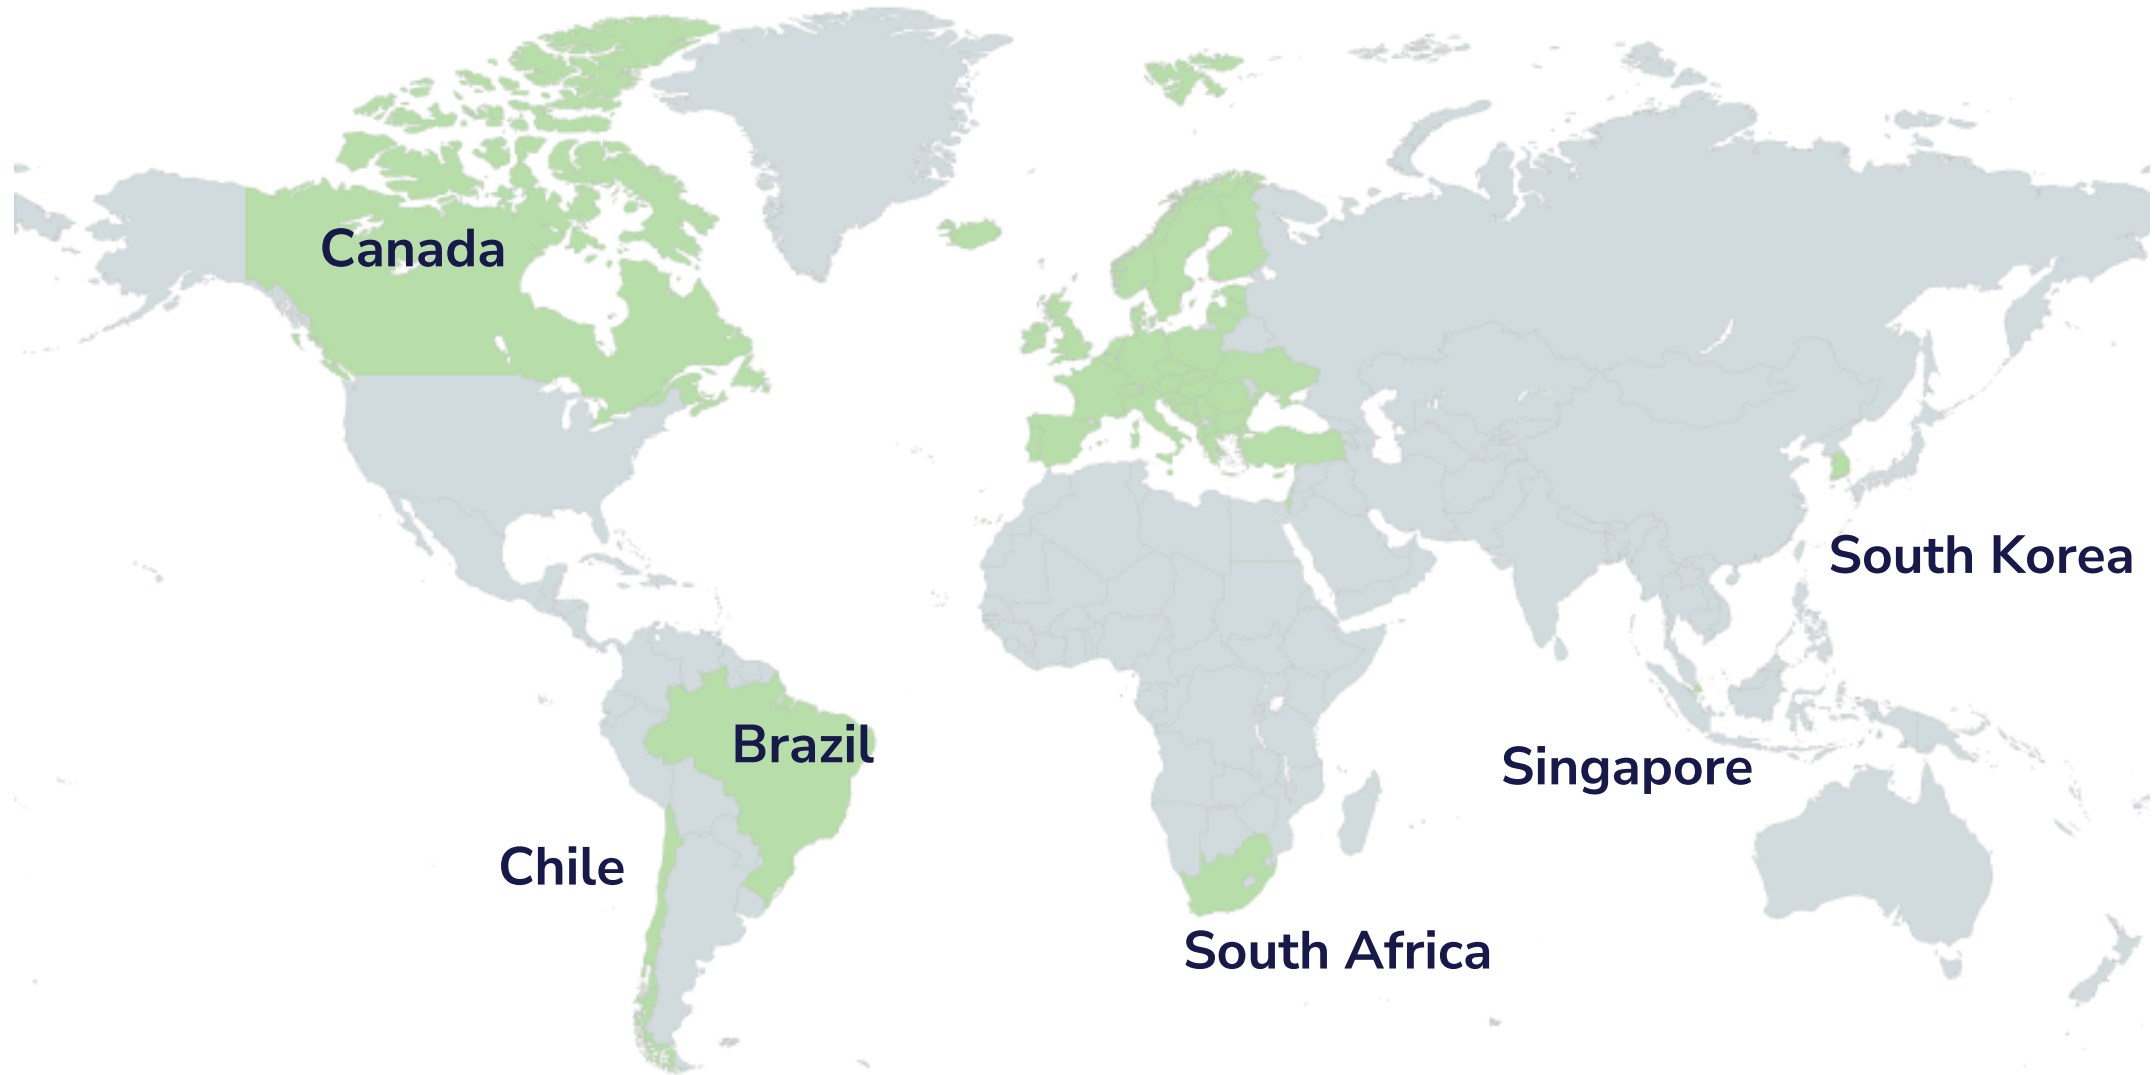 Canada
South Korea
Brazil
Singapore
Chile
South Africa